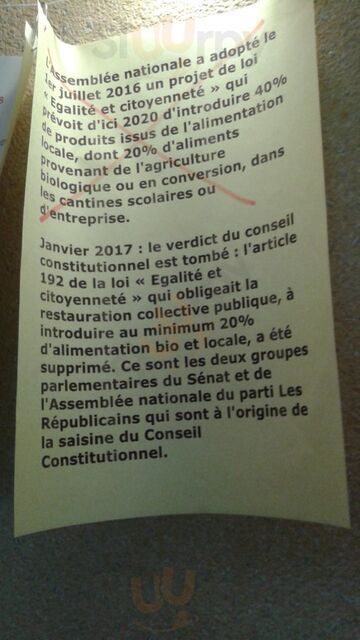 L'Assemblée nationale a adopté le
1er juillet 2016 un projet de loi
« Egalité et citoyenneté » qui
prévoit d'ici 2020 d'introduire 40%
de produits issus de l'alimentation
locale, dont 20% d'aliments
provenant de l'agriculture
biologique ou en conversion, dans
les cantines scolaires ou
d'entreprise.
Janvier 2017 : le verdict du conseil
constitutionnel est tombé : l'article
192 de la loi « Egalité et
citoyenneté » qui obligeait la
restauration collective publique, à
introduire au minimum 20%
d'alimentation bio et locale, a été
supprimé. Ce sont les deux groupes
parlementaires du Sénat et de
l'Assemblée nationale du parti Les
Républicains qui sont à l'origine de
la saisine du Conseil
Constitutionnel.